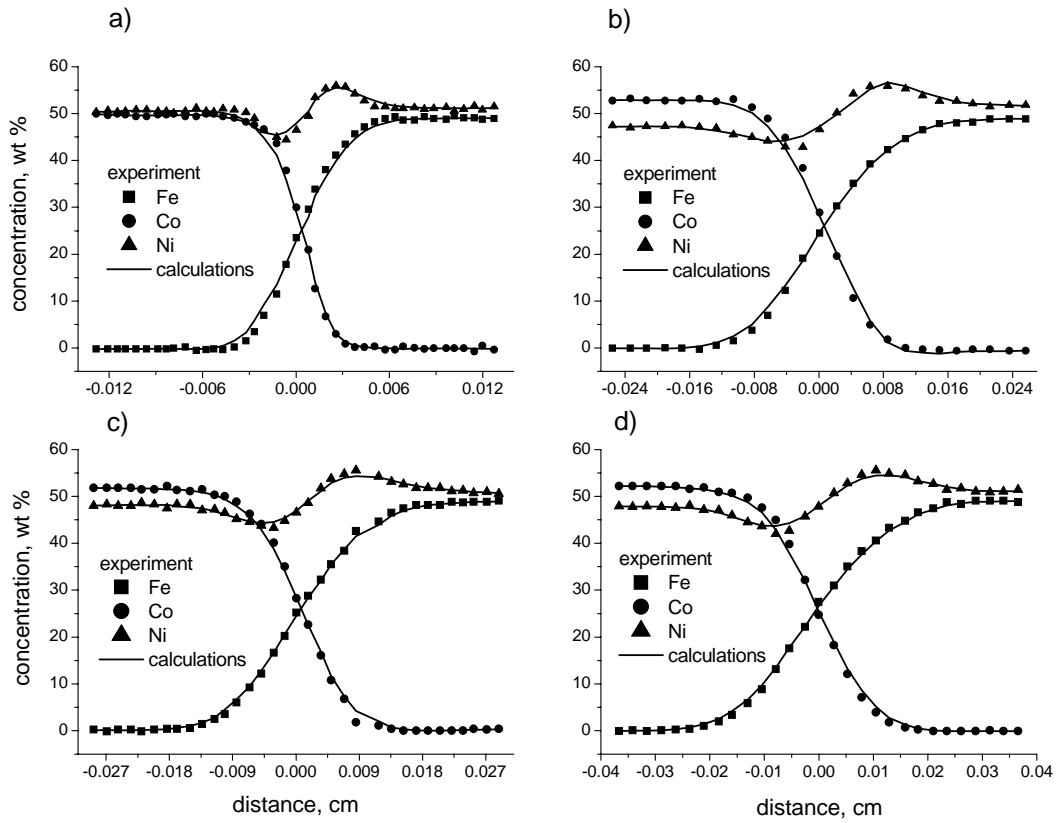 a)
60
50
40
30
20
10
0
-0.012
-0.006
0.000
0.006
0.012
concentration, wt %
experiment
Fe
Co
Ni
calculations
b)
60
50
40
30
20
10
0
-0.024
-0.016
-0.008
0.000
0.008
0.016
0.024
experiment
Fe
Co
Ni
calculations
c)
60
50
40
30
20
10
0
-0.027
-0.018
-0.009
0.000
0.009
0.018
0.027
concentration, wt %
distance, cm
experiment
Fe
Co
Ni
calculations
d)
60
50
40
30
20
10
0
-0.04
-0.03
-0.02
-0.01
0.00
0.01
0.02
0.03
0.04
distance, cm
experiment
Fe
Co
Ni
calculations